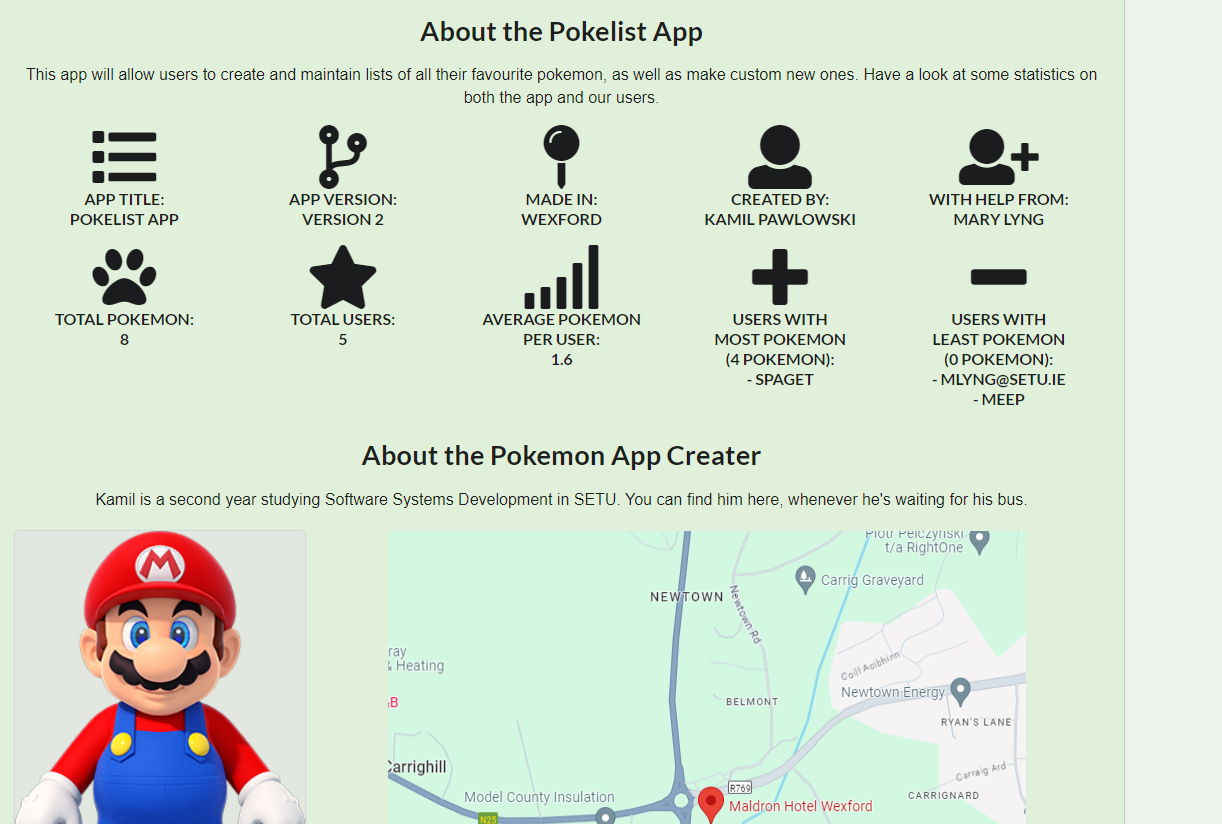 About the Pokelist App
This app will allow users to create and maintain lists of all their favourite pokemon, as well as make custom new ones. Have a look at some statistics on
both the app and our users.
APP TITLE:
POKELIST APP
APP VERSION:
VERSION 2
MADE IN:
WEXFORD
CREATED BY:
KAMIL PAWLOWSKI
WITH HELP FROM:
MARY LYNG
TOTAL POKEMON:
8
TOTAL USERS:
5
AVERAGE POKEMON
PER USER:
1.6
USERS WITH
MOST POKEMON
(4 POKEMON):
- SPAGET
USERS WITH
LEAST POKEMON
(0 POKEMON):
- MLYNG@SETU.IE
- MEEP
About the Pokemon App Creater
Kamil is a second year studying Software Systems Development in SETU. You can find him here, whenever he's waiting for his bus.
M
Piotr Pelczynski
t/a RightOne
Carrig Graveyard
NEWTOWN
Newtown Rd
ray
& Heating
Coill Aoibhinn
Newtown Energy
B
BELMONT
RYAN'S LANE
Carrighill
Carraig Ard
R769
CARRIGNARD
Model County Insulation
Maldron Hotel Wexford
N25